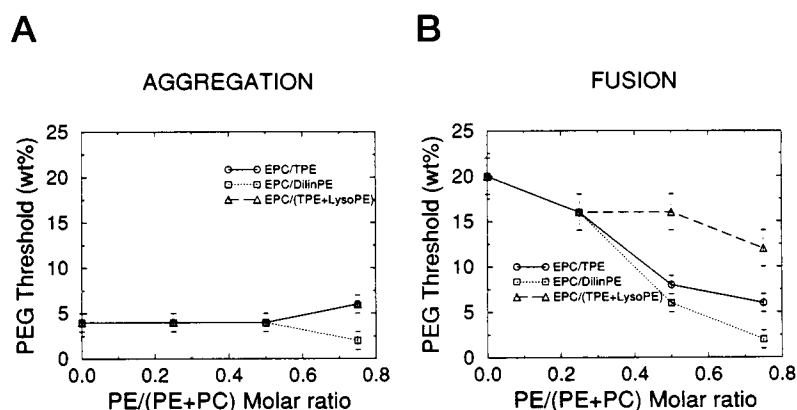 A
AGGREGATION
PEG Threshold (wt%)
25
20
15
10
5
0
EPC/TPE
EPC/DilinPE
EPC/(TPE+LysoPE)
0.0 0.2 0.4 0.6 0.8
PE/(PE+PC) Molar ratio
B
FUSION
PEG Threshold (wt%)
25
20
15
10
5
0
EPC/TPE
EPC/DilinPE
EPC/(TPE+LysoPE)
0.0 0.2 0.4 0.6 0.8
PE/(PE+PC) Molar ratio